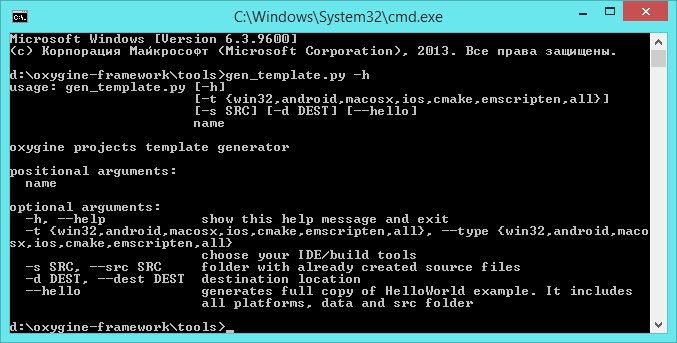 C:\Windows\System32\cmd.exe
Microsoft Windows [Version 6.3.9600]
(c) Корпорация Майкрософт (Microsoft Corporation), 2013. Все права защищены.
d:\oxygine-framework\tools>gen_template.py -h
usage: gen_template.py [-h]
[-t {win32,android,macosx,ios,cmake,emscripten,all}]
[-s SRC] [-d DEST] [--hello]
name
oxygine projects template generator
positional arguments:
name
optional arguments:
-h, --help show this help message and exit
-t {win32,android,macosx,ios,cmake,emscripten,all}, --type {win32,android,maco
sx,ios,cmake,emscripten,all}
choose your IDE/build tools
-s SRC, --src SRC folder with already created source files
-d DEST, --dest DEST destination location
--hello generates full copy of HelloWorld example. It includes
all platforms, data and src folder
d:\oxygine-framework\tools>_